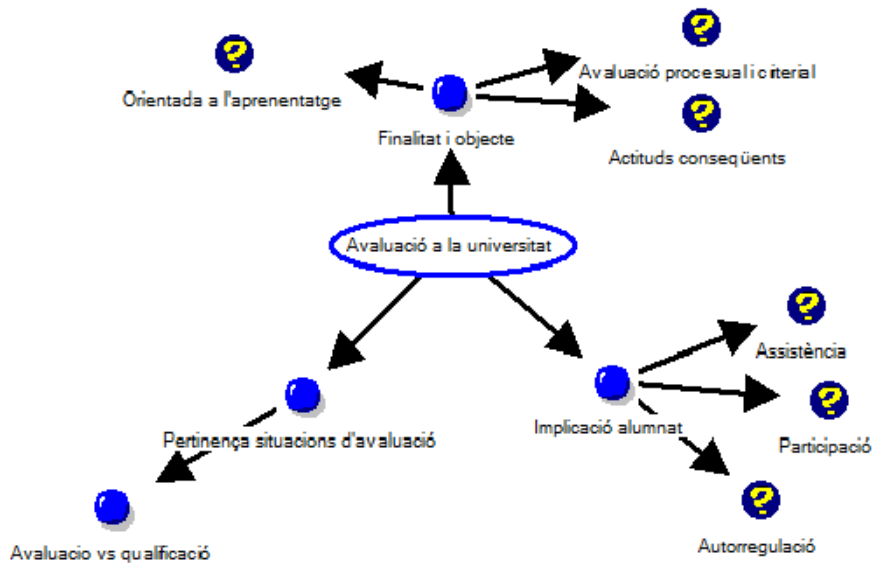 Orientada a l'aprenentatge
Avaluació procesual i criterial
Finalitat i objecte
Actituds conseqüents
Avaluació a la universitat
Assistència
Pertinença situacions d'avaluació
Implicació alumnat
Participació
Avaluacio vs qualificació
Autorregulació